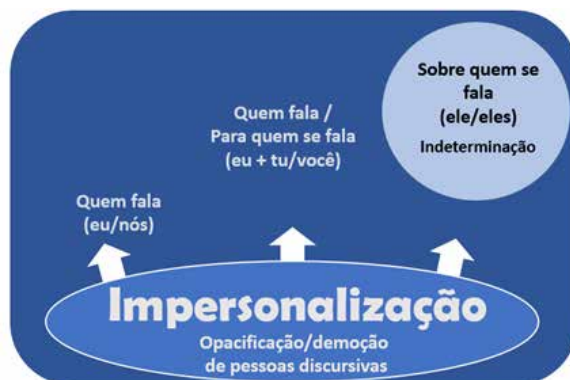 Sobre quem se
fala
(ele/eles)
Indeterminação
Quem fala /
Para quem se fala
(eu + tu/você)
Quem fala
(eu/nós)
Impersonalização
Opacificação/demoção
de pessoas discursivas